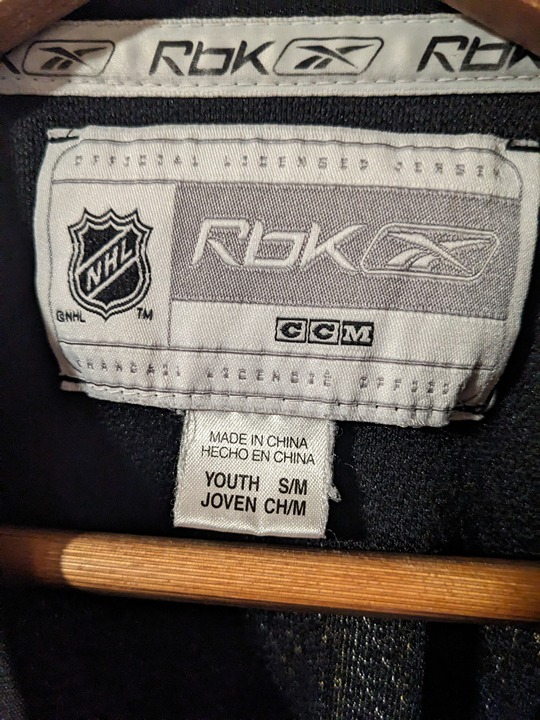 RbK RbK
OFFICIAL LICENSED JERSEY
NHL
RbK
©NHL TM
CCM
LICENCIÉ
MADE IN CHINA
HECHO EN CHINA
YOUTH S/M
JOVEN CH/M